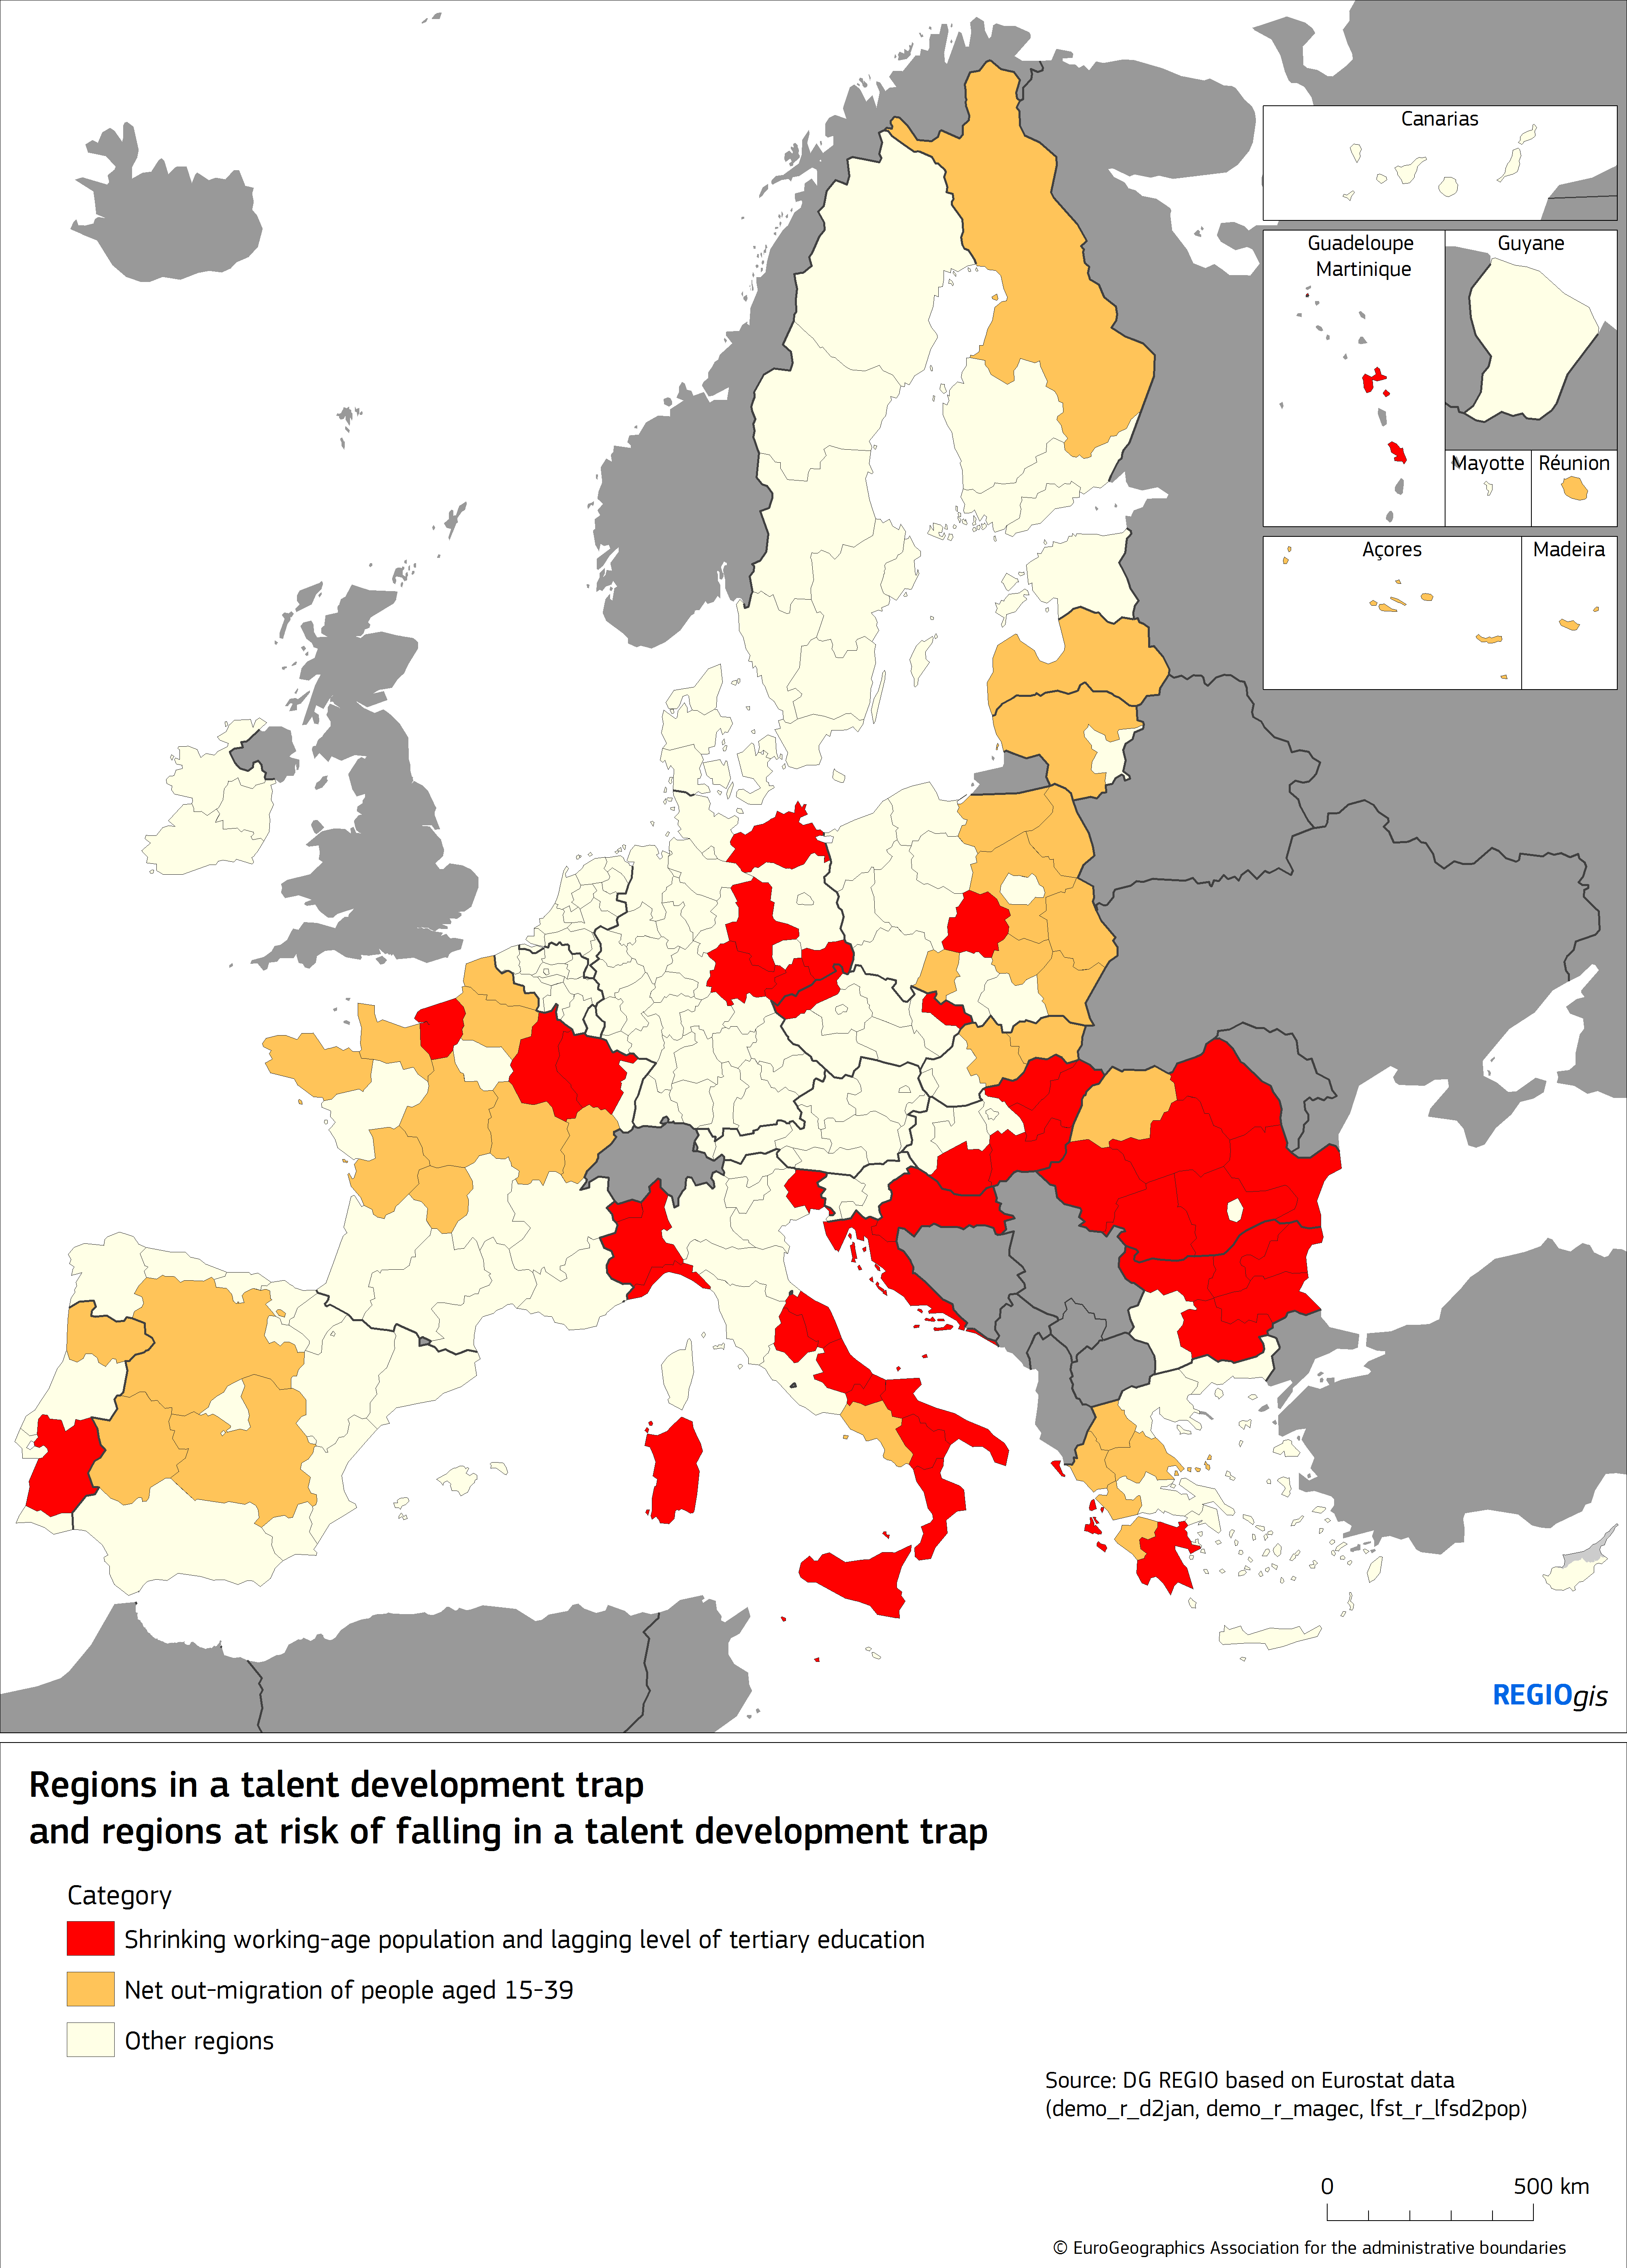 Canarias
Guadeloupe
Martinique
Guyane
Mayotte
Réunion
Açores
Madeira
REGIOgis
Regions in a talent development trap
and regions at risk of falling in a talent development trap
Category
Shrinking working-age population and lagging level of tertiary education
Net out-migration of people aged 15-39
Other regions
Source: DG REGIO based on Eurostat data
(demo_r_d2jan, demo_r_magec, lfst_r_lfsd2pop)
0 500 km
© EuroGeographics Association for the administrative boundaries